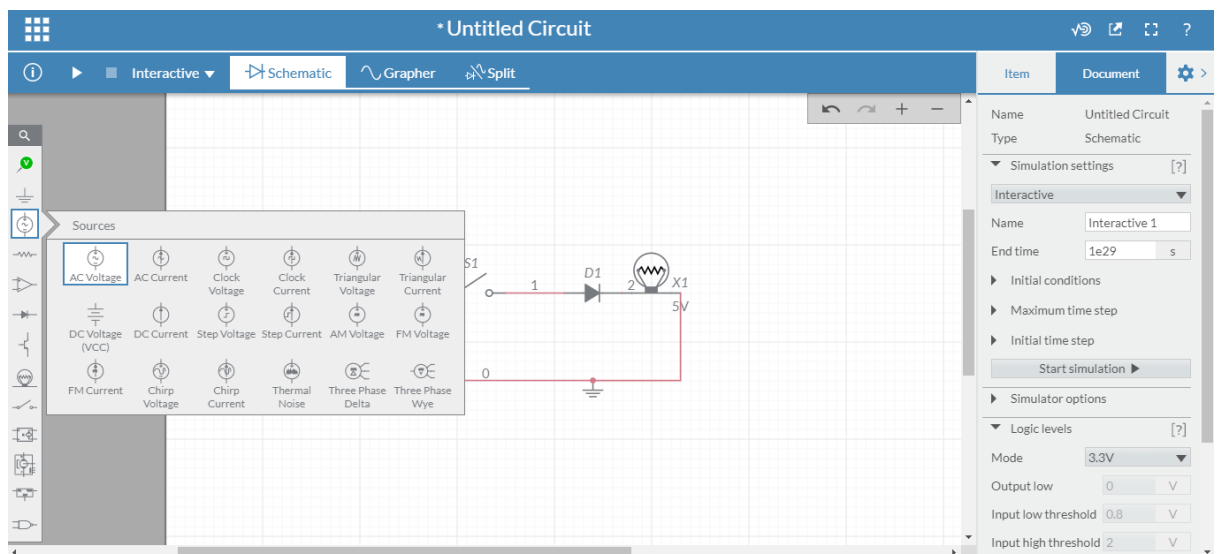 *Untitled Circuit
?
Interactive
Schematic
Grapher
Split
Item
Document
Name Untitled Circuit
Type Schematic
Simulation settings [?]
Interactive
Name Interactive 1
End time 1e29 s
Initial conditions
Maximum time step
Initial time step
Start simulation
Simulator options
Logic levels [?]
Mode 3.3V
Output low 0 V
Input low threshold 0.8 V
Input high threshold 2 V
V
Sources
AC Voltage AC Current Clock Voltage Clock Current Triangular Voltage Triangular Current
DC Voltage (VCC) DC Current Step Voltage Step Current AM Voltage FM Voltage
FM Current Chirp Voltage Chirp Current Thermal Noise Three Phase Delta Three Phase Wye
S1
1
D1
2
X1
5V
0